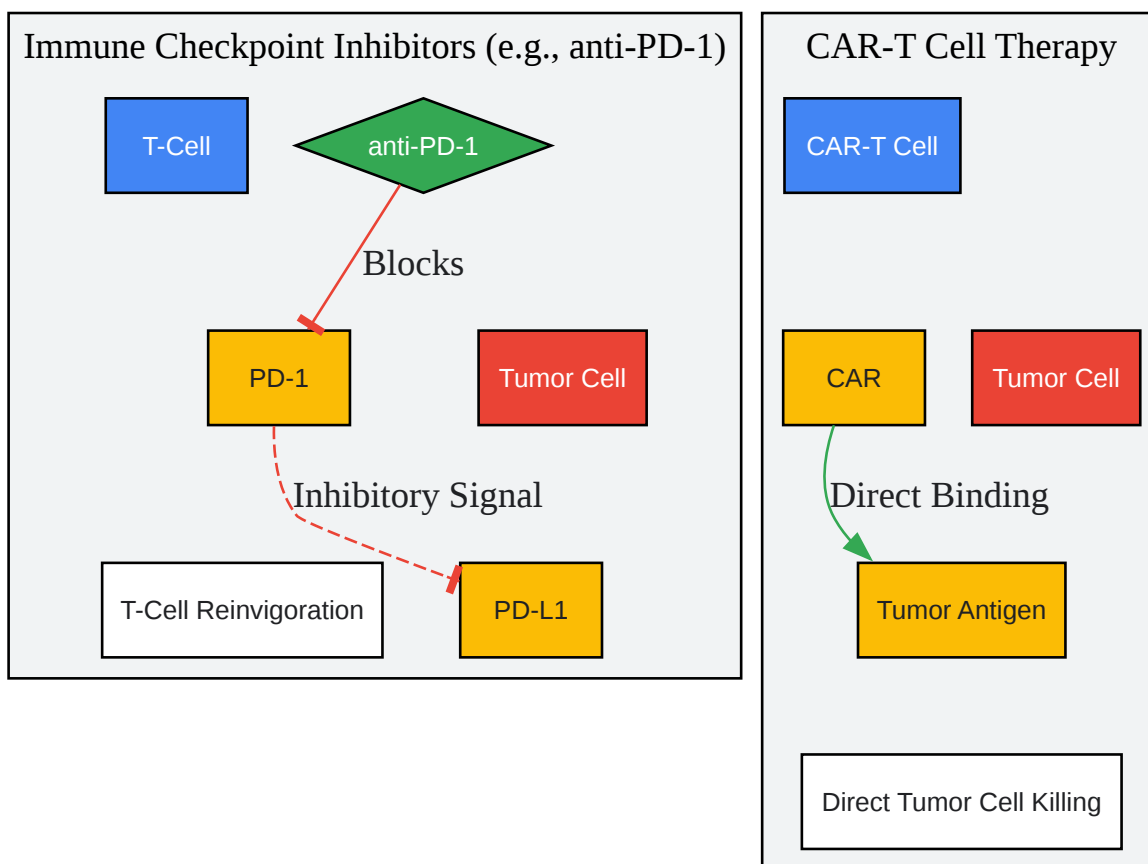 Immune Checkpoint Inhibitors (e.g., anti-PD-1)
T-Cell
anti-PD-1
Blocks
PD-1
Tumor Cell
Inhibitory Signal
T-Cell Reinvigoration
PD-L1
CAR-T Cell Therapy
CAR-T Cell
CAR
Tumor Cell
Direct Binding
Tumor Antigen
Direct Tumor Cell Killing